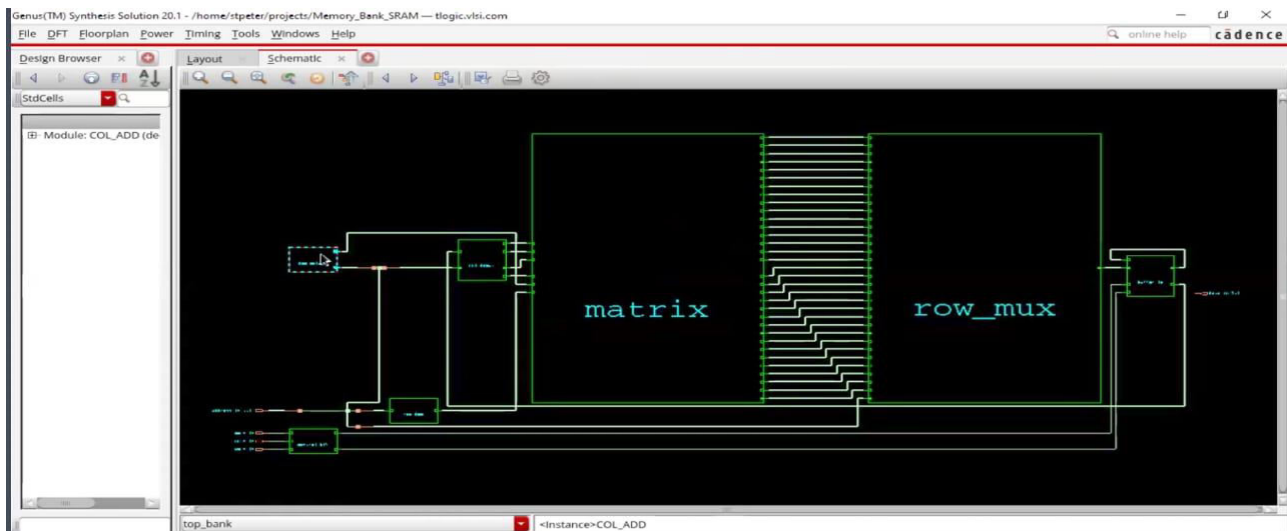 Genus(TM) Synthesis Solution 20.1 - /home/stpeter/projects/Memory_Bank_SRAM — tlogic.vlsi.com
File DFT Floorplan Power Timing Tools Windows Help
online help cādence
Design Browser
Layout Schematic
StdCells
Module: COL_ADD (de
matrix
row_mux
top_bank
<Instance>COL_ADD